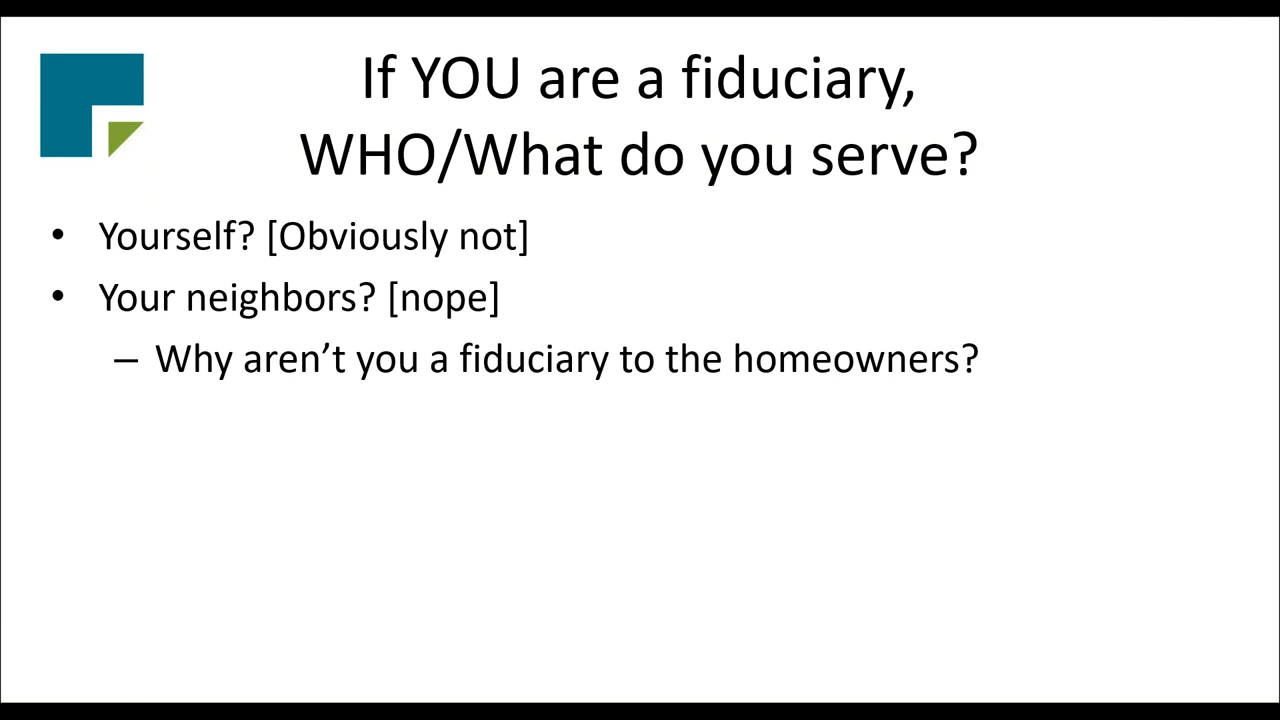 If YOU are a fiduciary,
WHO/What do you serve?
• Yourself? [Obviously not]
• Your neighbors? [nope]
– Why aren’t you a fiduciary to the homeowners?